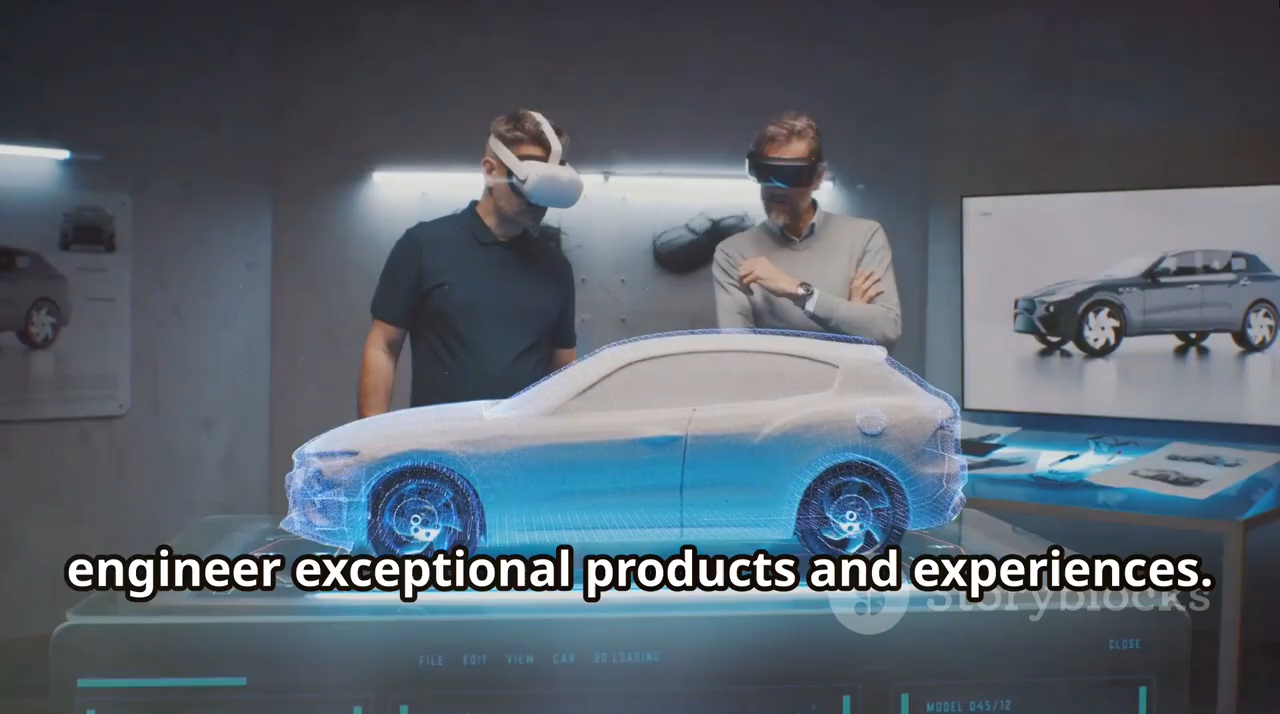 engineer exceptional products and experiences.
Storyblocks
CLOSE
FILE EDIT VIEW CAR 3D LOADING
MODEL 045/12